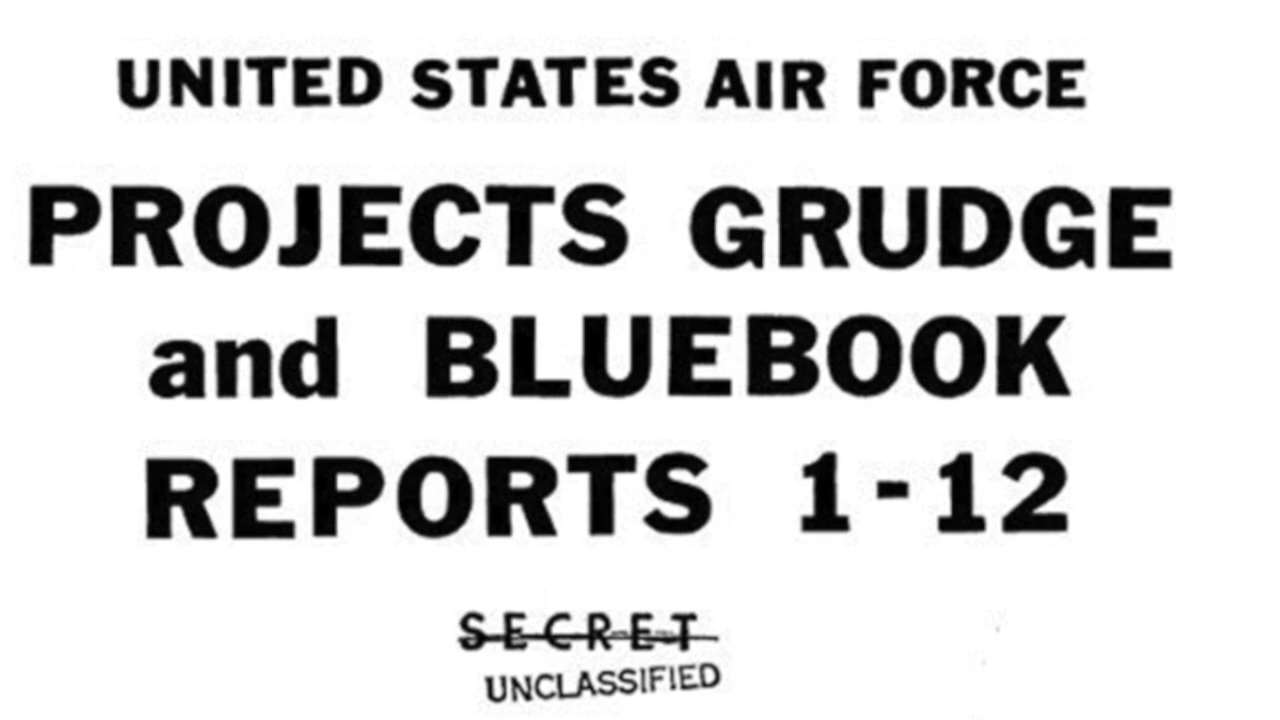 UNITED STATES AIR FORCE
PROJECTS GRUDGE
and BLUEBOOK
REPORTS 1-12
SECRET
UNCLASSIFIED